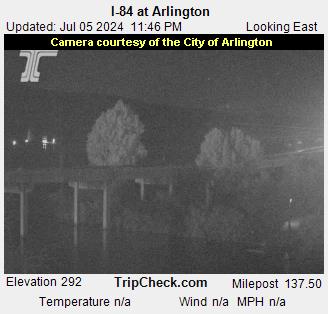 I-84 at Arlington
Updated: Jul 05 2024 11:46 PM Looking East
Camera courtesy of the City of Arlington
Elevation 292 TripCheck.com Milepost 137.50
Temperature n/a Wind n/a MPH n/a